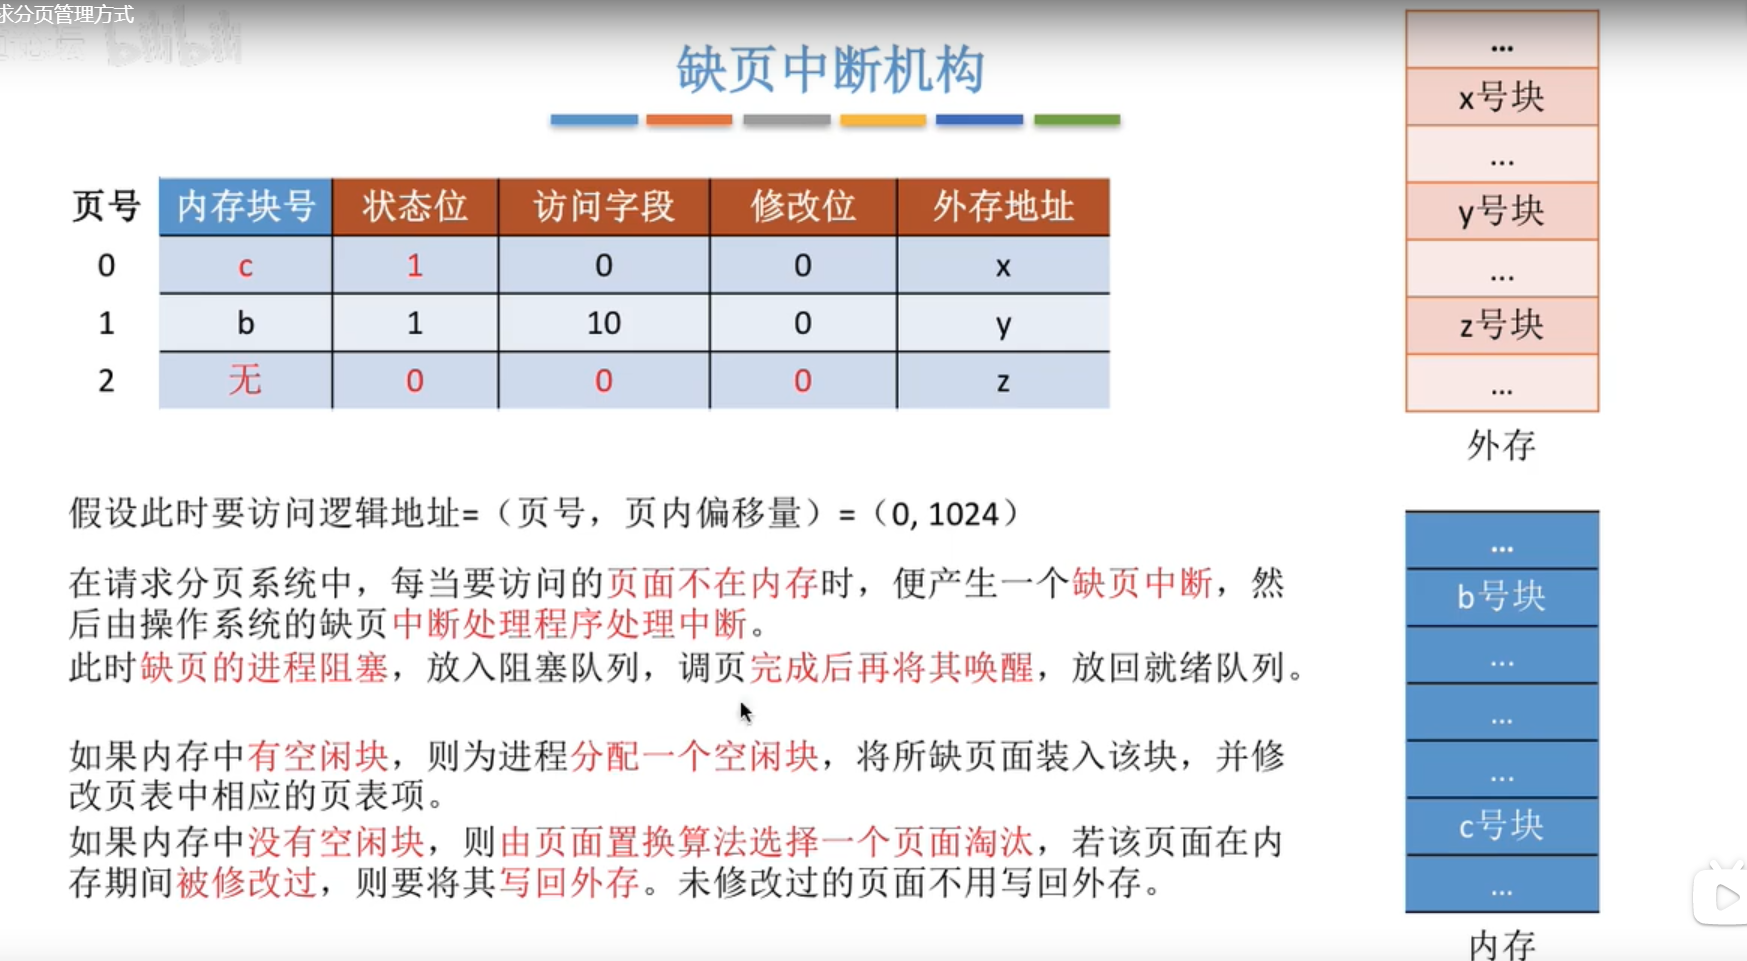 求分页管理方式
bilibili
缺页中断机构
页号 内存块号 状态位 访问字段 修改位 外存地址
0 c 1 0 0 x
1 b 1 10 0 y
2 无 0 0 0 z
假设此时要访问逻辑地址=（页号，页内偏移量）=（0, 1024）
在请求分页系统中，每当要访问的页面不在内存时，便产生一个缺页中断，然
后由操作系统的缺页中断处理程序处理中断。
此时缺页的进程阻塞，放入阻塞队列，调页完成后再将其唤醒，放回就绪队列。
如果内存中有空闲块，则为进程分配一个空闲块，将所缺页面装入该块，并修
改页表中相应的页表项。
如果内存中没有空闲块，则由页面置换算法选择一个页面淘汰，若该页面在内
存期间被修改过，则要将其写回外存。未修改过的页面不用写回外存。
...
x号块
...
y号块
...
z号块
...
外存
...
b号块
...
...
...
c号块
...
内存